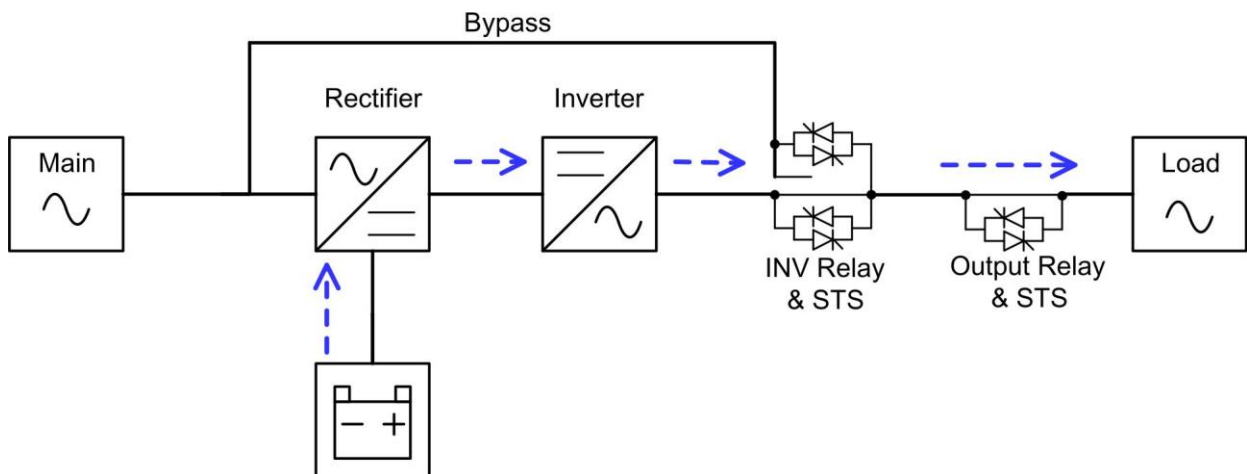 Bypass
Rectifier
Inverter
Main
Load
INV Relay
& STS
Output Relay
& STS
− +